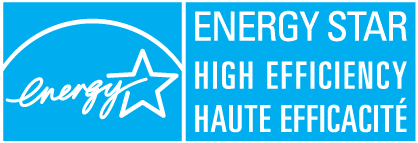 energy
ENERGY STAR
HIGH EFFICIENCY
HAUTE EFFICACITÉ